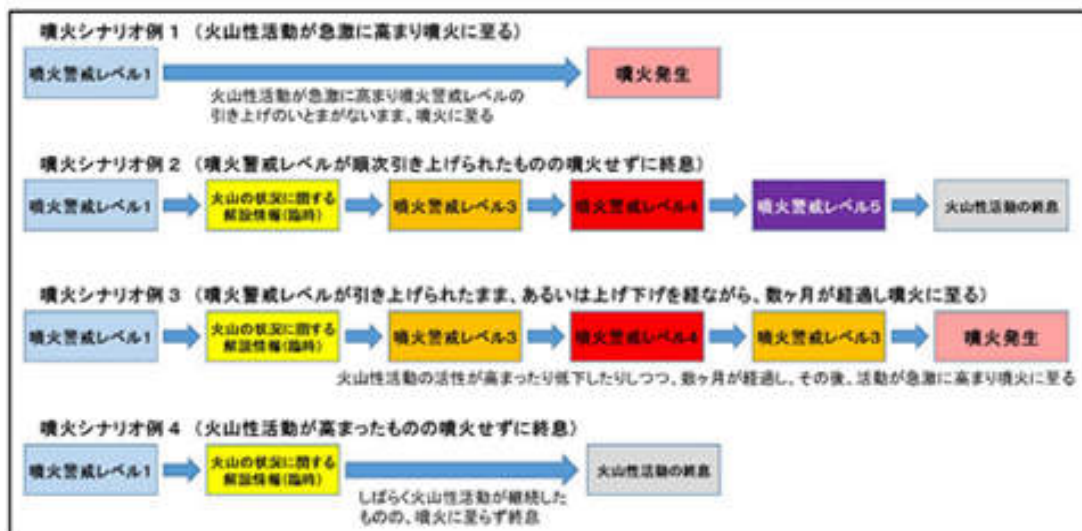 噴火シナリオ例1 (火山性活動が急激に高まり噴火に至る)
噴火警戒レベル1
噴火発生
火山性活動が急激に高まり噴火警戒レベルの
引き上げのいとまがないまま、噴火に至る
噴火シナリオ例2 (噴火警戒レベルが順次引き上げられたものの噴火せずに終息)
噴火警戒レベル1
火山の状況に関する
解説情報(臨時)
噴火警戒レベル3
噴火警戒レベル4
噴火警戒レベル5
火山性活動の終息
噴火シナリオ例3 (噴火警戒レベルが引き上げられたまま、あるいは上げ下げを経ながら、数ヶ月が経過し噴火に至る)
噴火警戒レベル1
火山の状況に関する
解説情報(臨時)
噴火警戒レベル3
噴火警戒レベル4
噴火警戒レベル3
噴火発生
火山性活動の活性が高まったり低下したりしつつ、数ヶ月が経過し、その後、活動が急激に高まり噴火に至る
噴火シナリオ例4 (火山性活動が高まったものの噴火せずに終息)
噴火警戒レベル1
火山の状況に関する
解説情報(臨時)
火山性活動の終息
しばらく火山性活動が継続した
ものの、噴火に至らず終息